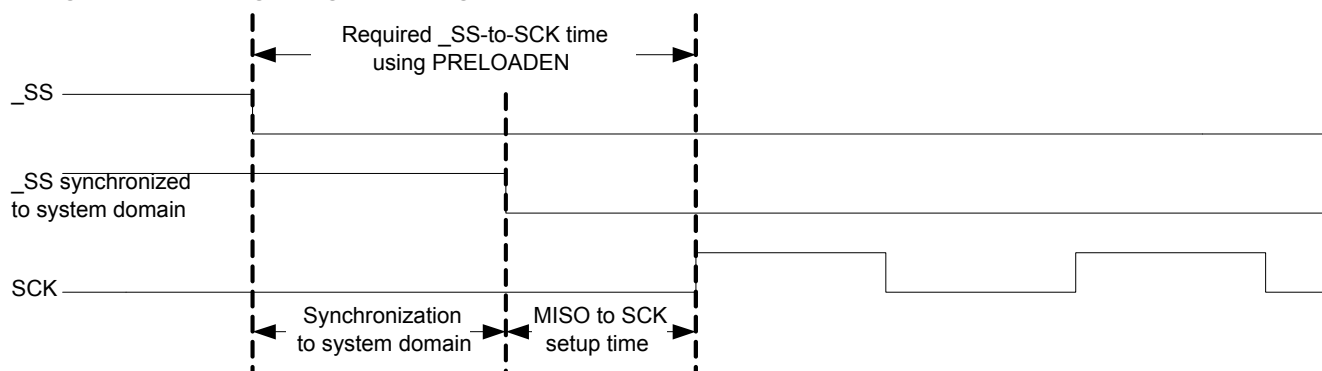 Required _SS-to-SCK time
using PRELOADEN
_SS
_SS synchronized
to system domain
SCK
Synchronization
to system domain
MISO to SCK
setup time